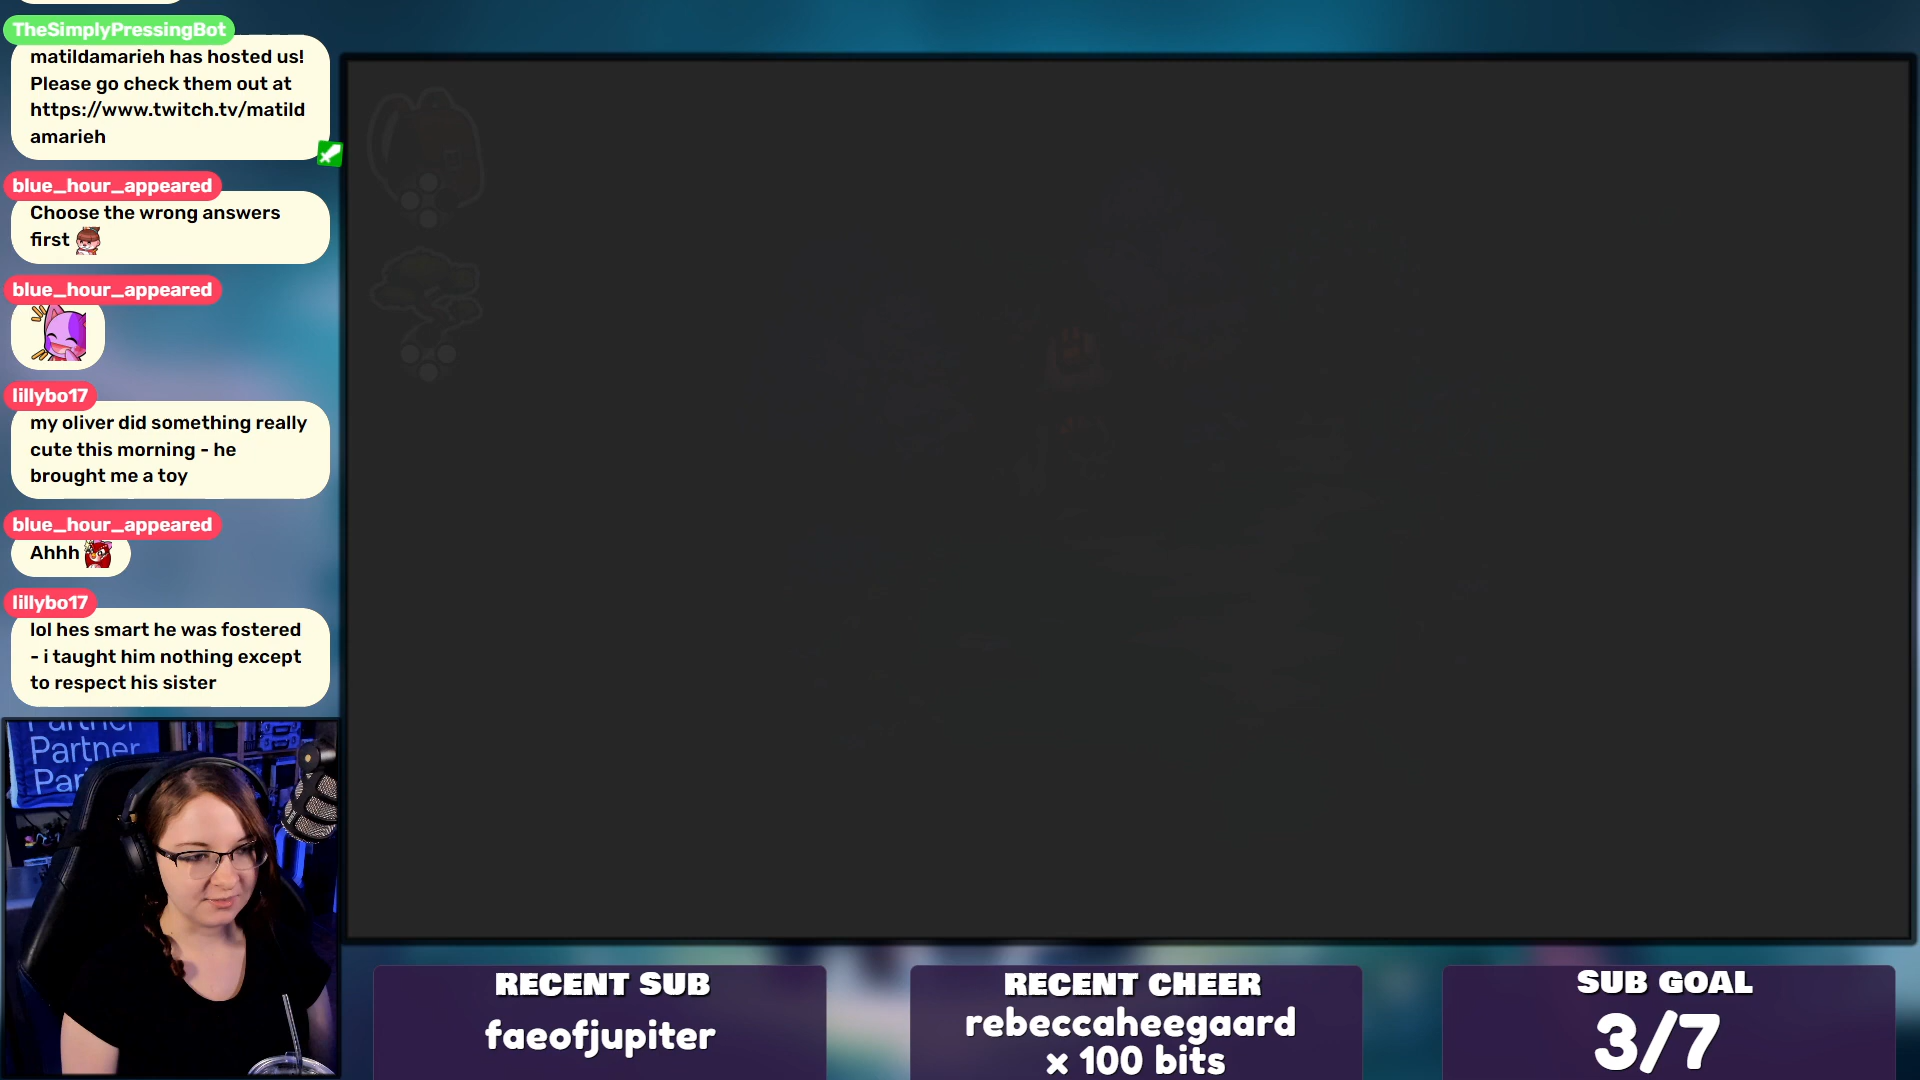 TheSimplyPressingBot
matildamarieh has hosted us!
Please go check them out at
https://www.twitch.tv/matild
amarieh
blue_hour_appeared
Choose the wrong answers
first
blue_hour_appeared
lillybo17
my oliver did something really
cute this morning - he
brought me a toy
blue_hour_appeared
Ahhh
lillybo17
lol hes smart he was fostered
- i taught him nothing except
to respect his sister
Partner
Partner
Par
RECENT SUB
faeofjupiter
RECENT CHEER
rebeccaheegaard
x 100 bits
SUB GOAL
3/7